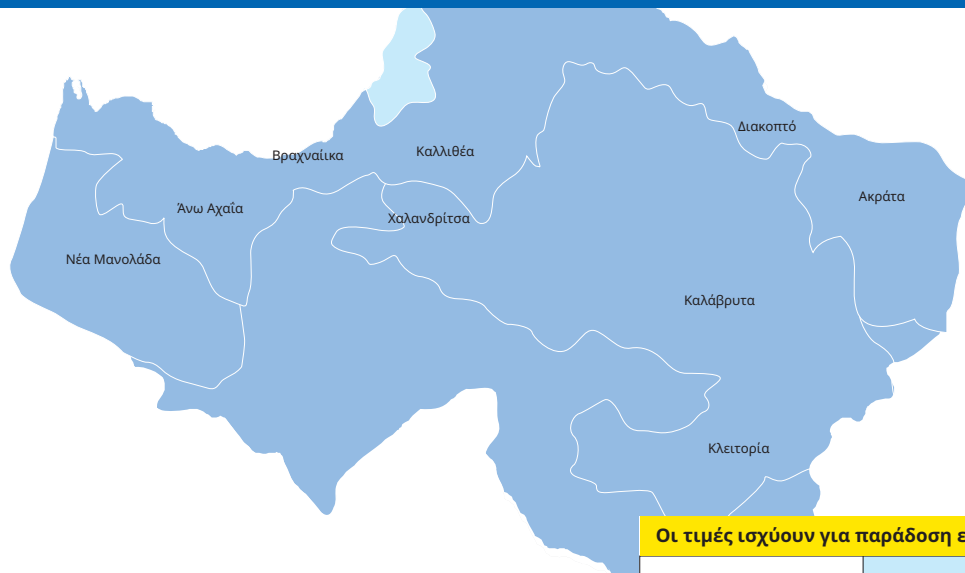 Διακοπτό
Βραχναίικα
Καλλιθέα
Ακράτα
Άνω Αχαΐα
Χαλανδρίτσα
Νέα Μανολάδα
Καλάβρυτα
Κλειτορία
Οι τιμές ισχύουν για παράδοση ε